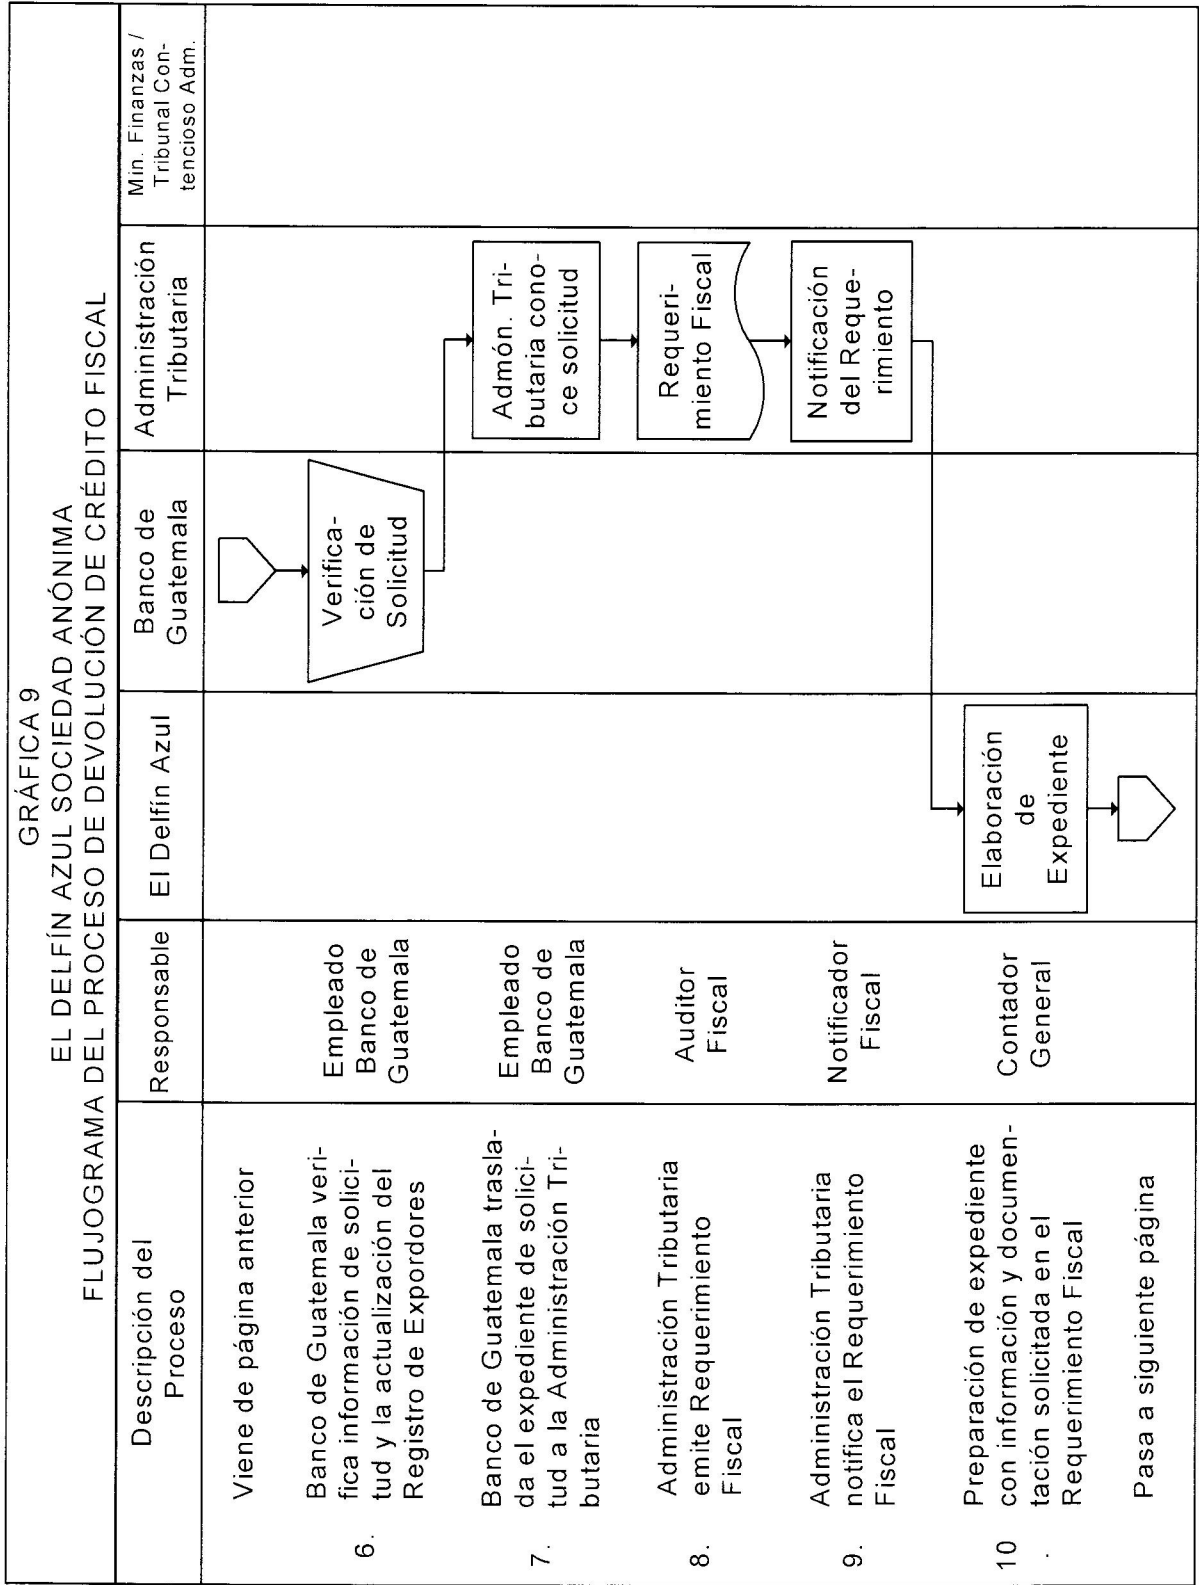 GRÁFICA 9
EL DELFÍN AZUL SOCIEDAD ANÓNIMA
FLUJOGRAMA DEL PROCESO DE DEVOLUCIÓN DE CRÉDITO FISCAL
Descripción del
Proceso
Responsable
El Delfín Azul
Banco de
Guatemala
Administración
Tributaria
Min. Finanzas /
Tribunal Con-
tencioso Adm.
Viene de página anterior
6.
Banco de Guatemala veri-
fica información de solici-
tud y la actualización del
Registro de Expordores
Empleado
Banco de
Guatemala
Verifica-
ción de
Solicitud
7.
Banco de Guatemala trasla-
da el expediente de solici-
tud a la Administración Tri-
butaria
Empleado
Banco de
Guatemala
Admón. Tri-
butaria cono-
ce solicitud
8.
Administración Tributaria
emite Requerimiento
Fiscal
Auditor
Fiscal
Requeri-
miento Fiscal
9.
Administración Tributaria
notifica el Requerimiento
Fiscal
Notificador
Fiscal
Notificación
del Reque-
rimiento
10
.
Preparación de expediente
con información y documen-
tación solicitada en el
Requerimiento Fiscal
Contador
General
Elaboración
de
Expediente
Pasa a siguiente página